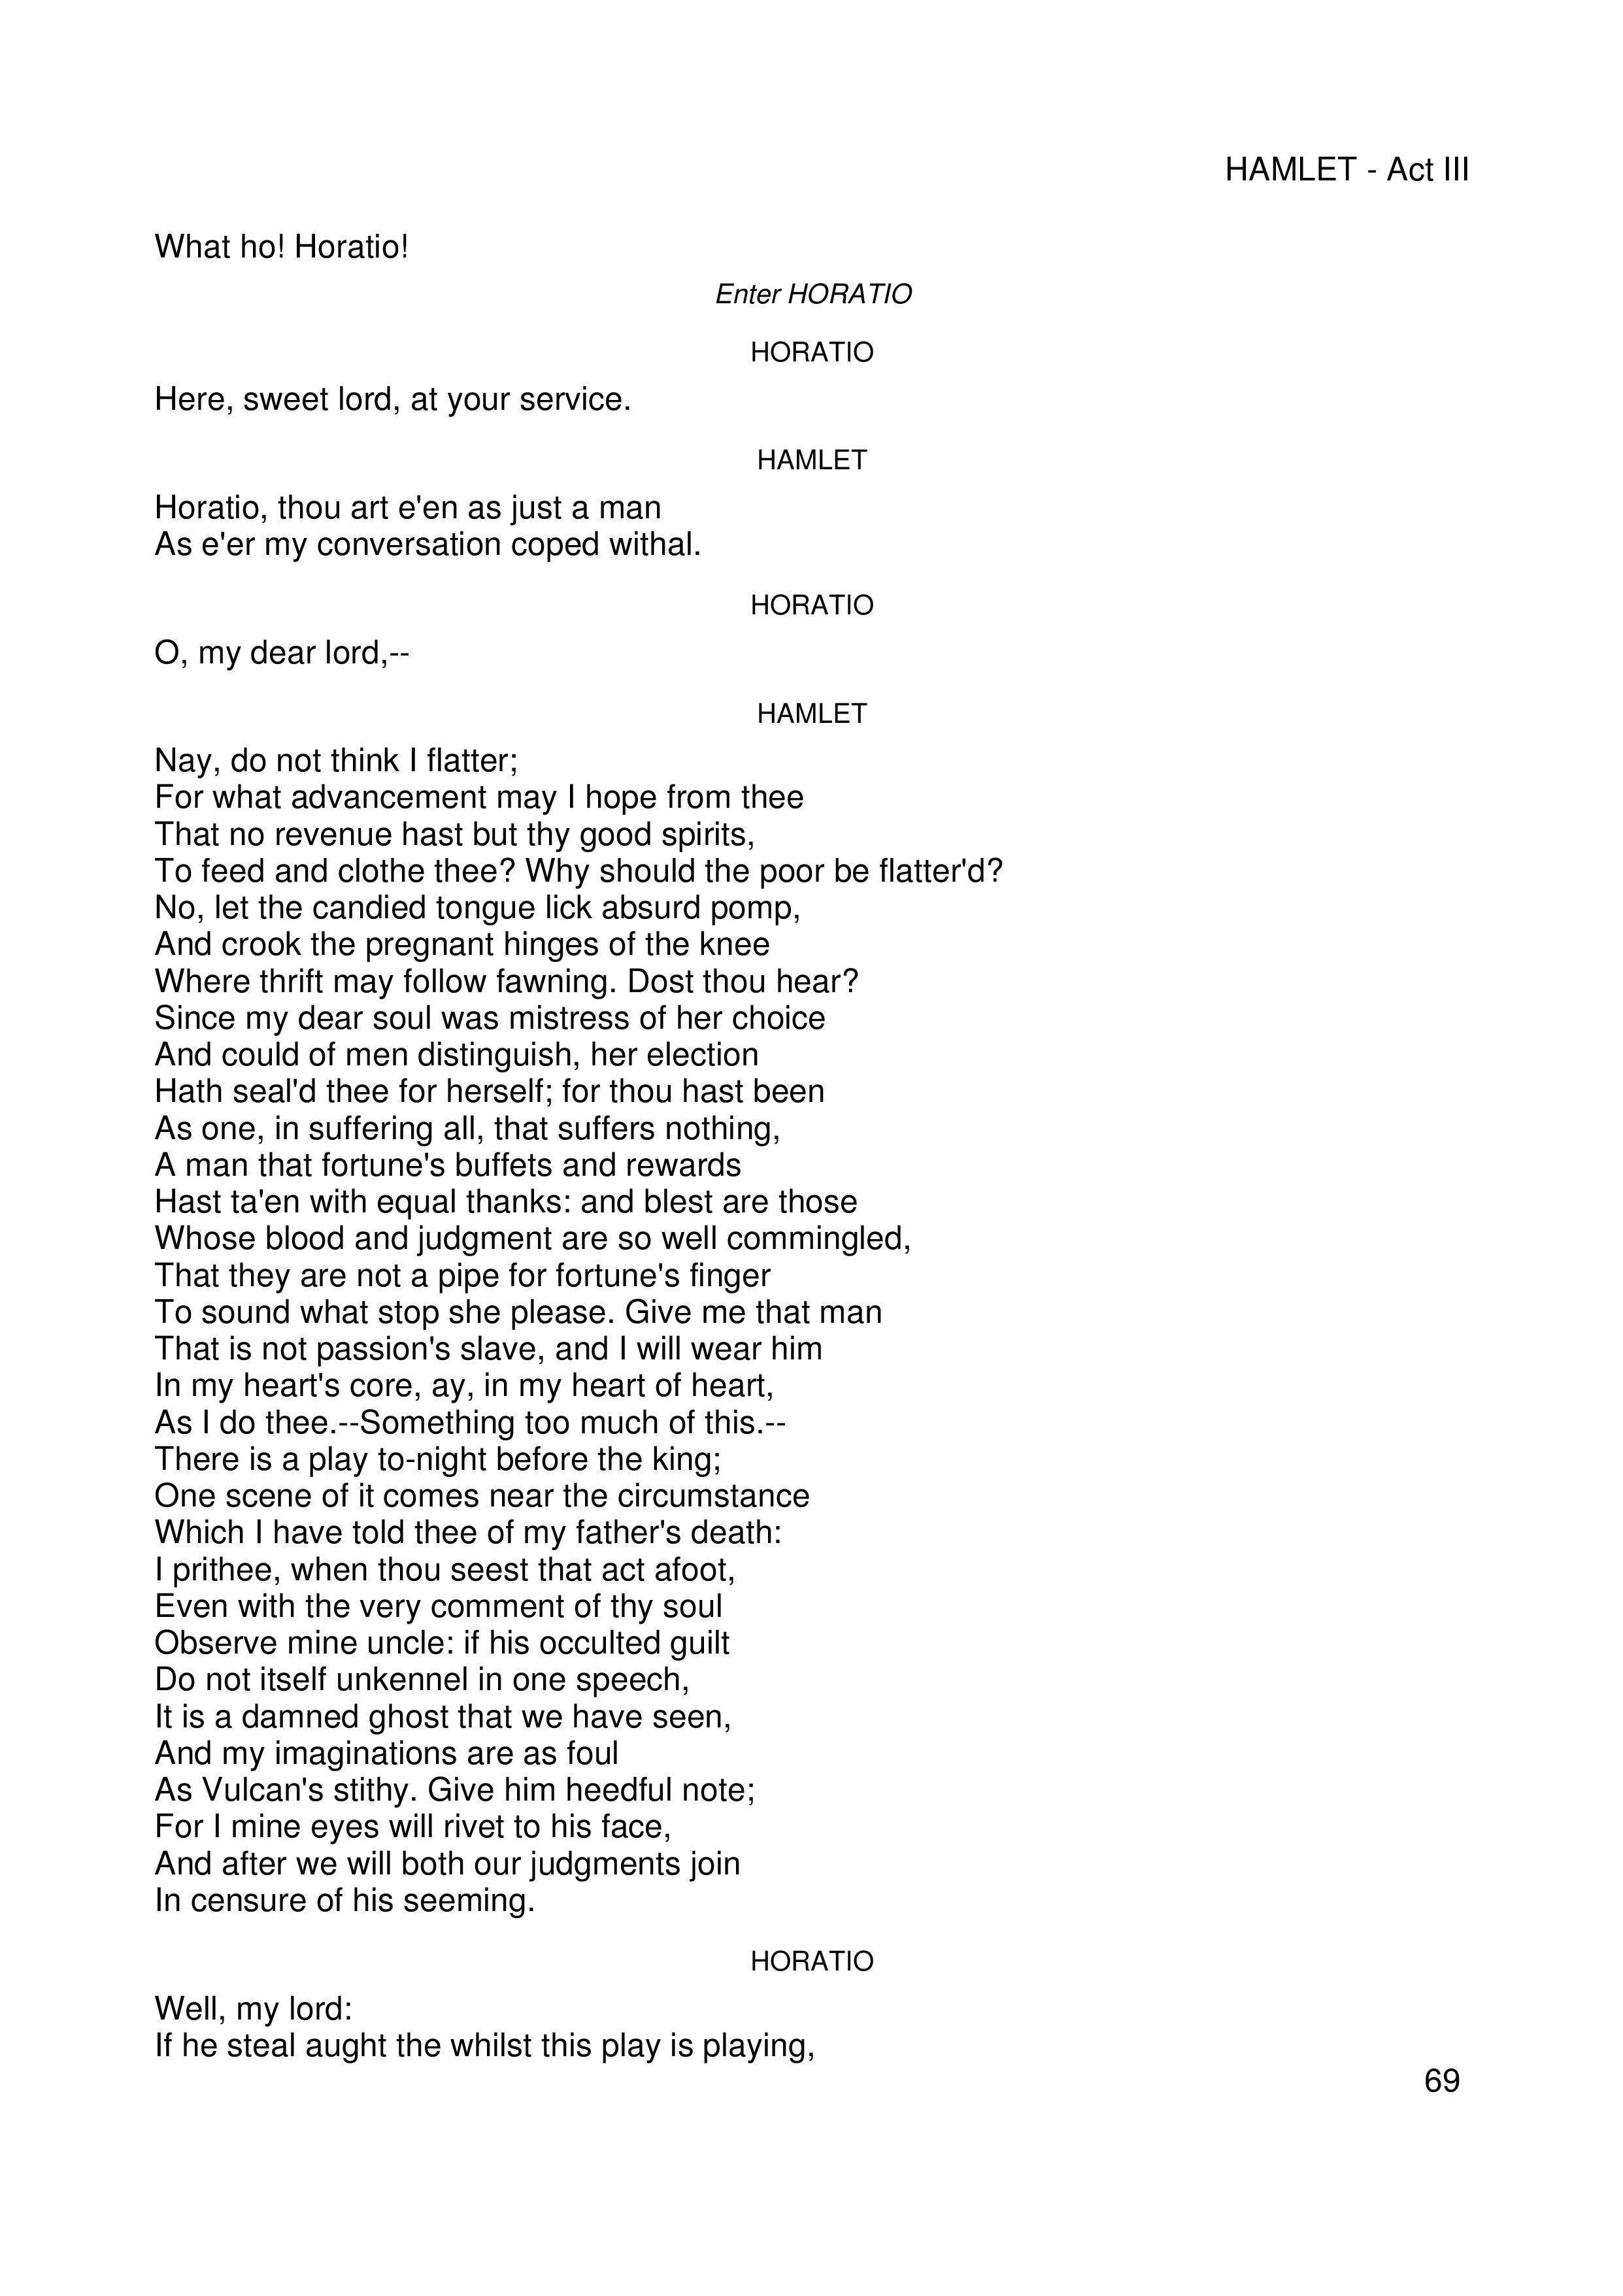 HAMLET - Act III
What ho! Horatio!
Enter HORATIO
HORATIO
Here, sweet lord, at your service.
HAMLET
Horatio, thou art e'en as just a man
As e'er my conversation coped withal.
HORATIO
O, my dear lord,--
HAMLET
Nay, do not think I flatter;
For what advancement may I hope from thee
That no revenue hast but thy good spirits,
To feed and clothe thee? Why should the poor be flatter'd?
No, let the candied tongue lick absurd pomp,
And crook the pregnant hinges of the knee
Where thrift may follow fawning. Dost thou hear?
Since my dear soul was mistress of her choice
And could of men distinguish, her election
Hath seal'd thee for herself; for thou hast been
As one, in suffering all, that suffers nothing,
A man that fortune's buffets and rewards
Hast ta'en with equal thanks: and blest are those
Whose blood and judgment are so well commingled,
That they are not a pipe for fortune's finger
To sound what stop she please. Give me that man
That is not passion's slave, and I will wear him
In my heart's core, ay, in my heart of heart,
As I do thee.--Something too much of this.--
There is a play to-night before the king;
One scene of it comes near the circumstance
Which I have told thee of my father's death:
I prithee, when thou seest that act afoot,
Even with the very comment of thy soul
Observe mine uncle: if his occulted guilt
Do not itself unkennel in one speech,
It is a damned ghost that we have seen,
And my imaginations are as foul
As Vulcan's stithy. Give him heedful note;
For I mine eyes will rivet to his face,
And after we will both our judgments join
In censure of his seeming.
HORATIO
Well, my lord:
If he steal aught the whilst this play is playing,
69